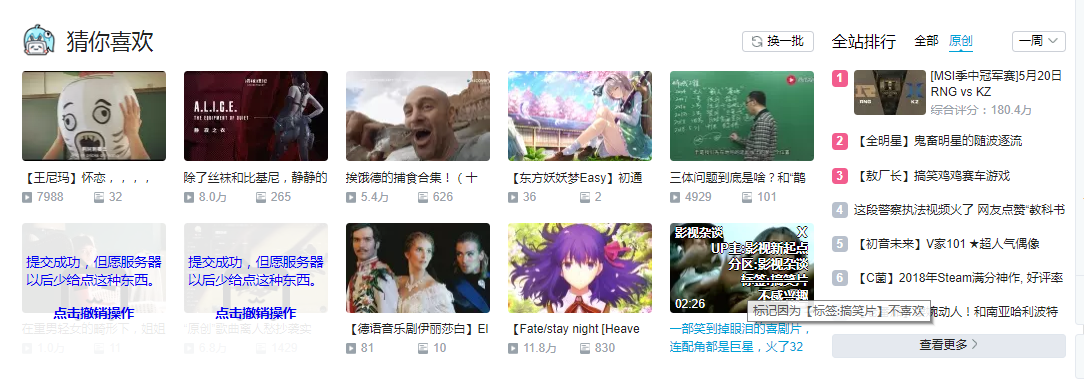 猜你喜欢
换一批
A.L.I.C.E.
THE EQUIPMENT OF QUIET
静寂之衣
【王尼玛】怀恋，，，，
7988 32
除了丝袜和比基尼，静静的
8.0万 265
挨饿德的捕食合集！（十
5.4万 626
【东方妖妖梦Easy】初通
36 2
三体问题到底是啥？和“鹊
4929 101
提交成功，但愿服务器
以后少给点这种东西。
点击撤销操作
提交成功，但愿服务器
以后少给点这种东西。
点击撤销操作
1.0万 11
8.8万 1420
【德语音乐剧伊丽莎白】El
81 10
【Fate/stay night [Heave
11.8万 830
影视杂谈 X
UP主:影视新起点
分区:影视杂谈
标签:搞笑片
不感兴趣
02:26
标记因为【标签:搞笑片】不喜欢
一部笑到掉眼泪的喜剧片，
连配角都是巨星，火了32
全站排行 全部 原创 一周
1 RNG KZ
[MSI季中冠军赛]5月20日
RNG vs KZ
综合评分：180.4万
2 【全明星】鬼畜明星的随波逐流
3 【敖厂长】搞笑鸡鸡赛车游戏
4 这段警察执法视频火了 网友点赞“教科书
5 【初音未来】V家101 ★超人气偶像
6 【C菌】2018年Steam满分神作, 好评率
动人！和南亚哈利波特
查看更多